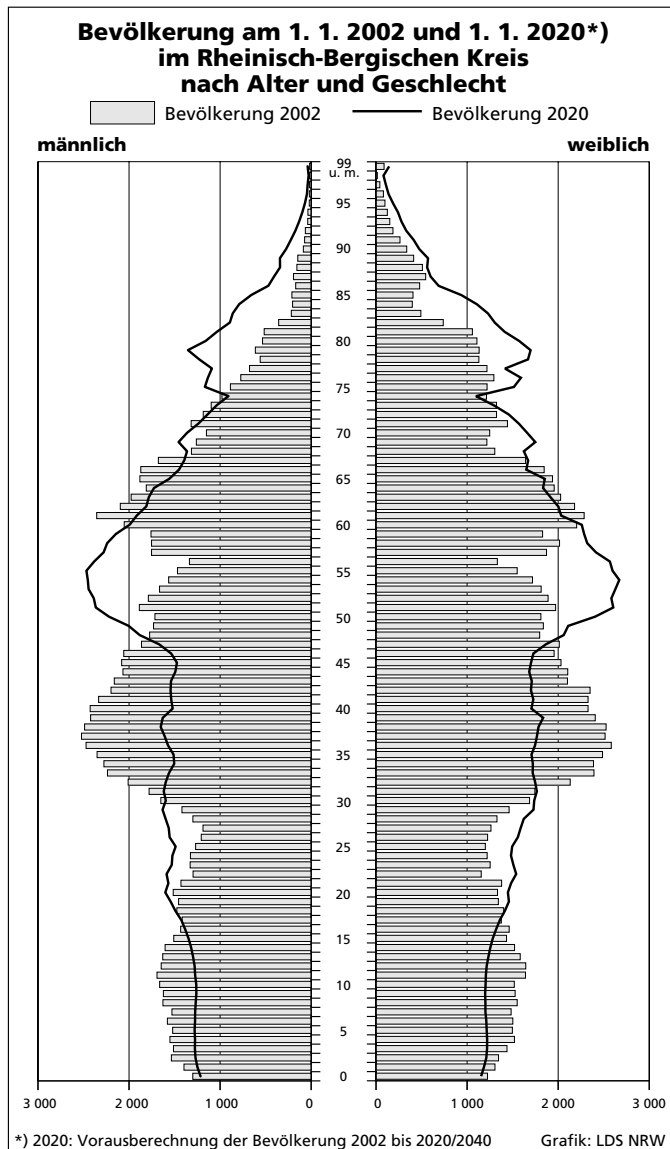 Bevölkerung am 1. 1. 2002 und 1. 1. 2020*)
im Rheinisch-Bergischen Kreis
nach Alter und Geschlecht
Bevölkerung 2002 Bevölkerung 2020
männlich weiblich
99
u. m.
95
90
85
80
75
70
65
60
55
50
45
40
35
30
25
20
15
10
5
0
3 000 2 000 1 000 0 0 1 000 2 000 3 000
*) 2020: Vorausberechnung der Bevölkerung 2002 bis 2020/2040 Grafik: LDS NRW